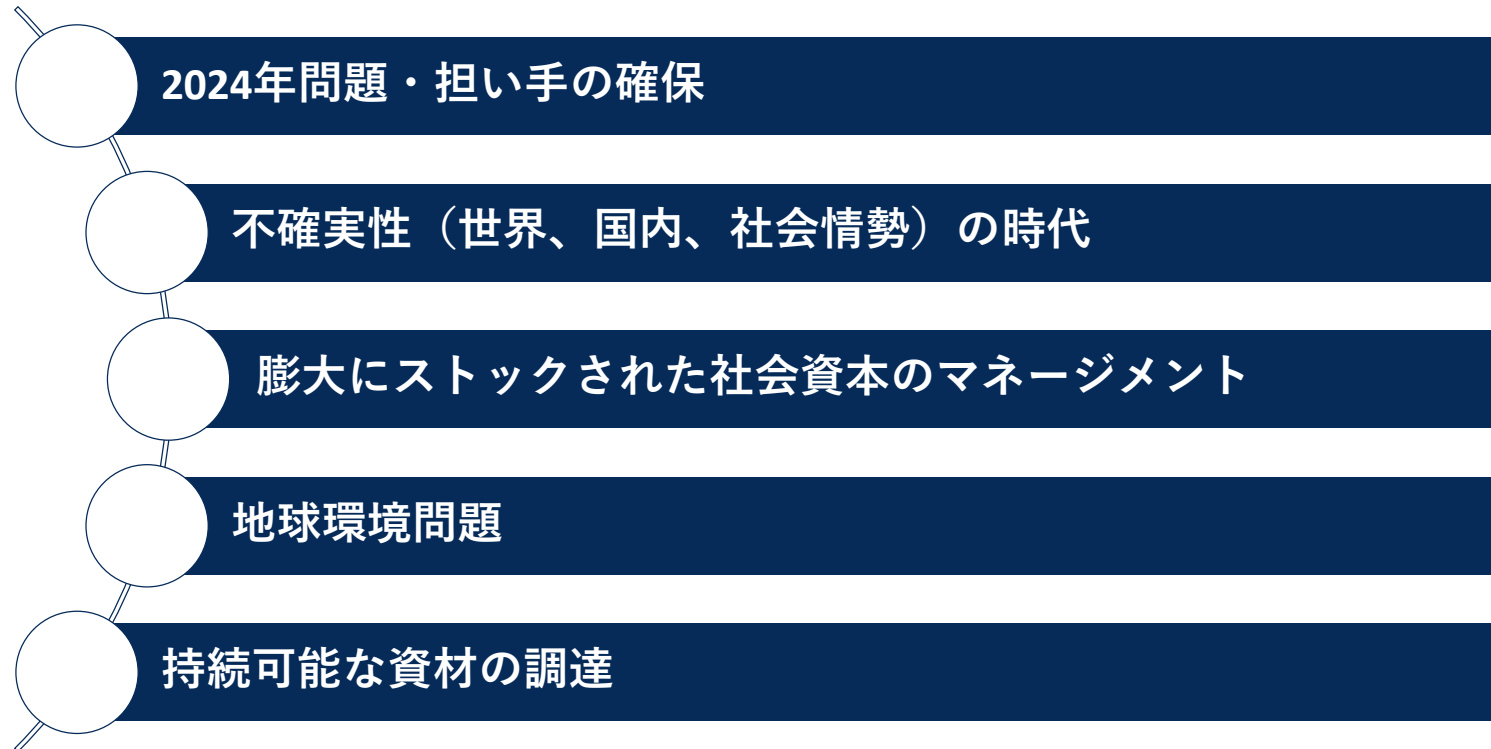 2024年問題・担い手の確保
不確実性（世界、国内、社会情勢）の時代
膨大にストックされた社会資本のマネージメント
地球環境問題
持続可能な資材の調達